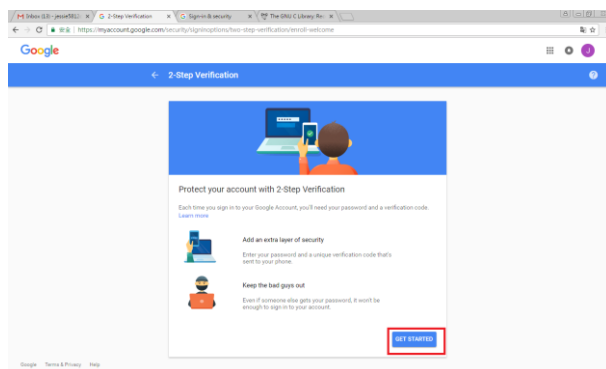 Inbox (13) - jessie5811
2-Step Verification
Sign-in & security
The GNU C Library: Re
https://myaccount.google.com/security/signinoptions/two-step-verification/enroll-welcome
Google
J
2-Step Verification
Protect your account with 2-Step Verification
Each time you sign in to your Google Account, you'll need your password and a verification code.
Learn more
Add an extra layer of security
Enter your password and a unique verification code that's
sent to your phone.
Keep the bad guys out
Even if someone else gets your password, it won't be
enough to sign in to your account.
GET STARTED
Google Terms & Privacy Help